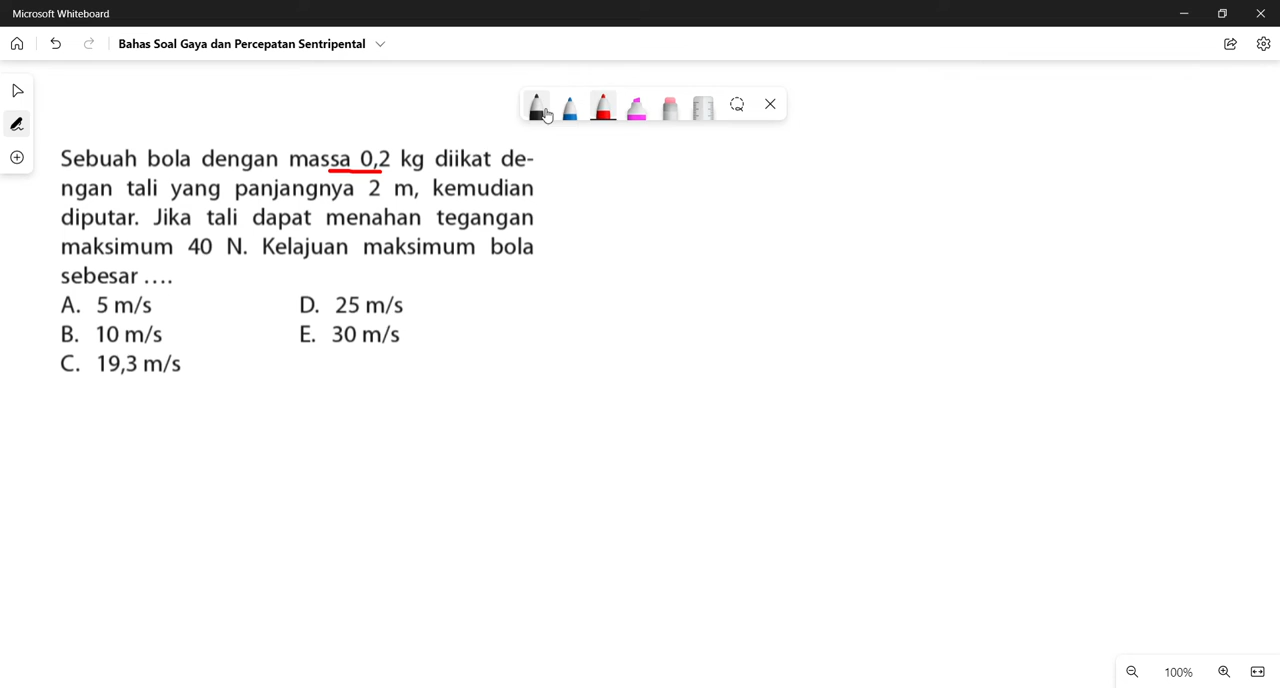 Microsoft Whiteboard
Bahas Soal Gaya dan Percepatan Sentripental
Sebuah bola dengan massa 0,2 kg diikat de-
ngan tali yang panjangnya 2 m, kemudian
diputar. Jika tali dapat menahan tegangan
maksimum 40 N. Kelajuan maksimum bola
sebesar ....
A. 5 m/s D. 25 m/s
B. 10 m/s E. 30 m/s
C. 19,3 m/s
100%